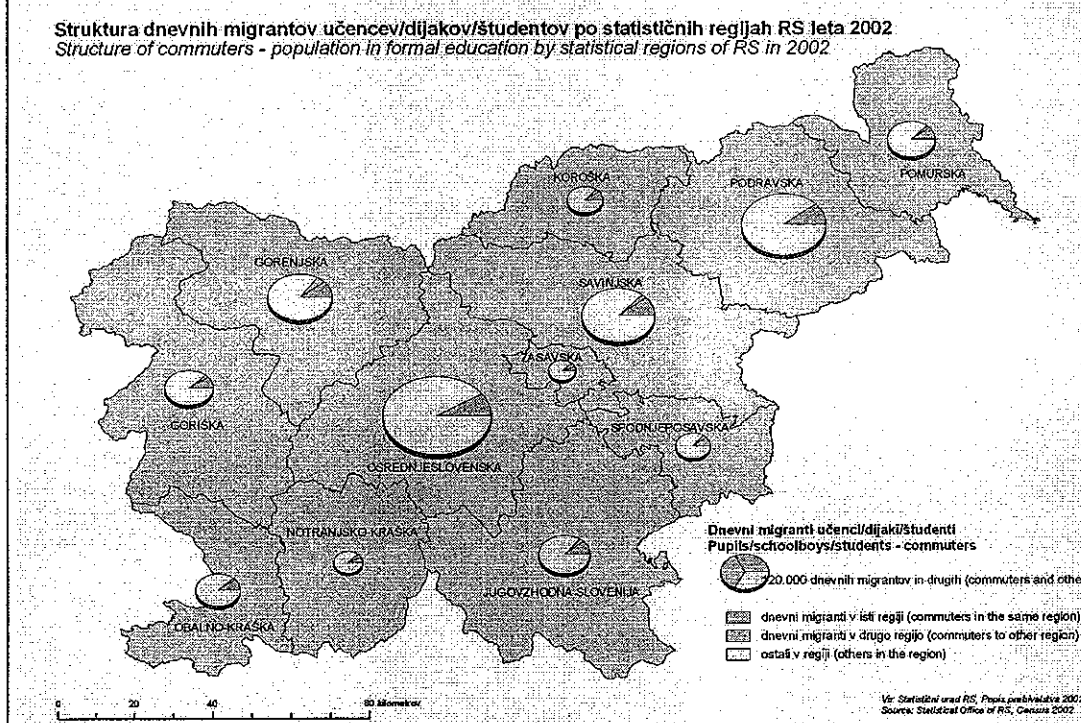 Struktura dnevnih migrantov učencev/dijakov/študentov po statističnih regijah RS leta 2002
Structure of commuters - population in formal education by statistical regions of RS in 2002
POMURSKA
KOROŠKA
PODRAVSKA
GORENJSKA
SAVINJSKA
ZASAVSKA
GORIŠKA
SPODNJEPOSAVSKA
OSREDNJESLOVENSKA
NOTRANJSKO-KRAŠKA
JUGOVZHODNA SLOVENIJA
OBALNO-KRAŠKA
Dnevni migranti učenci/dijaki/študenti
Pupils/schoolboys/students - commuters
20.000 dnevnih migrantov in drugih (commuters and othe
dnevni migranti v isti regiji (commuters in the same region)
dnevni migranti v drugo regijo (commuters to other region)
ostali v regiji (others in the region)
0 20 40 80 kilometrov
Vir: Statistični urad RS, Popis prebivalstva 200
Source: Statistical Office of RS, Census 2002